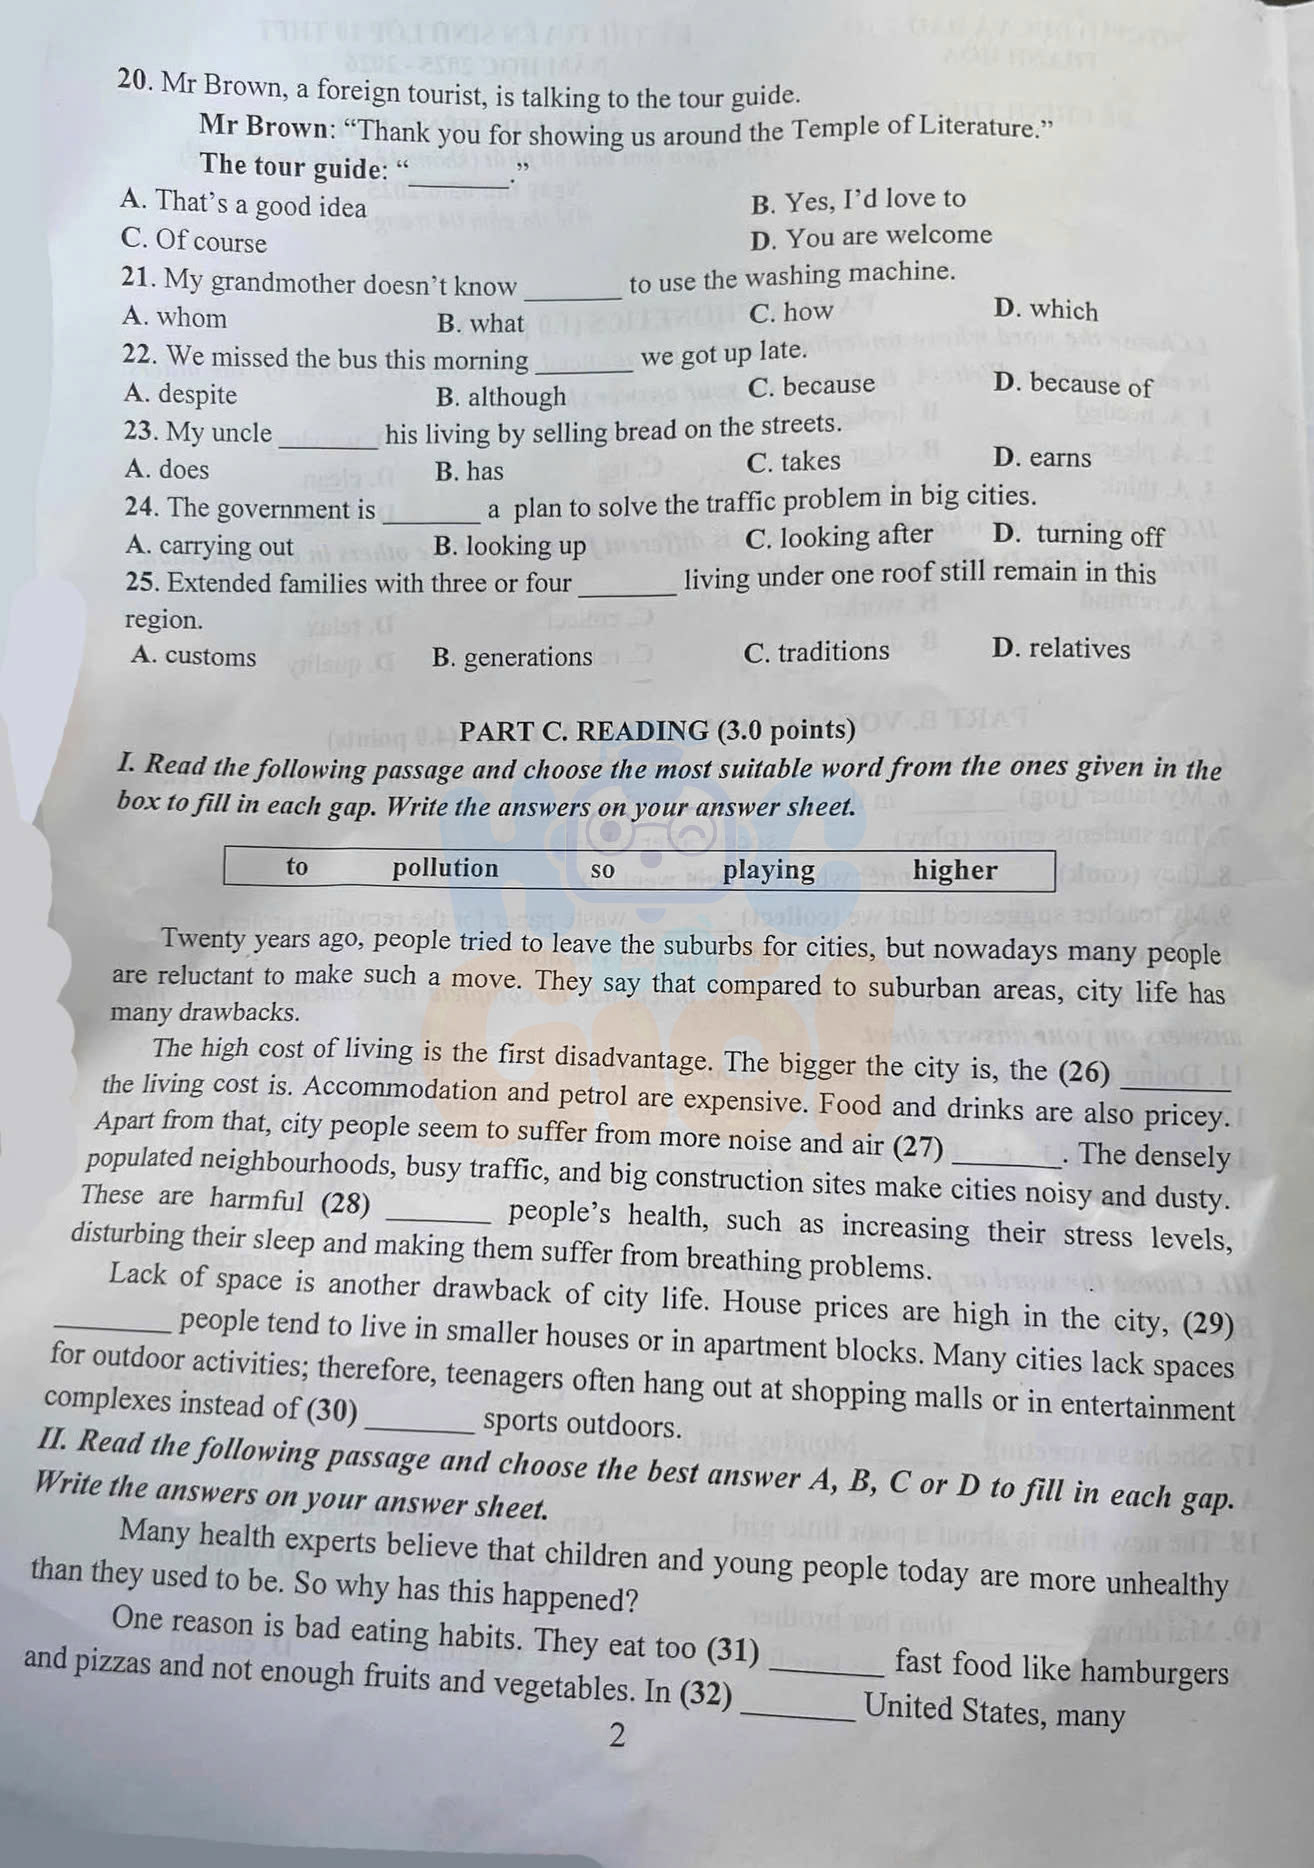 20. Mr Brown, a foreign tourist, is talking to the tour guide.
Mr Brown: “Thank you for showing us around the Temple of Literature.”
The tour guide: “_______.”
A. That’s a good idea B. Yes, I’d love to
C. Of course D. You are welcome
21. My grandmother doesn’t know _______ to use the washing machine.
A. whom B. what C. how D. which
22. We missed the bus this morning _______ we got up late.
A. despite B. although C. because D. because of
23. My uncle _______ his living by selling bread on the streets.
A. does B. has C. takes D. earns
24. The government is _______ a plan to solve the traffic problem in big cities.
A. carrying out B. looking up C. looking after D. turning off
25. Extended families with three or four _______ living under one roof still remain in this
region.
A. customs B. generations C. traditions D. relatives
PART C. READING (3.0 points)
I. Read the following passage and choose the most suitable word from the ones given in the
box to fill in each gap. Write the answers on your answer sheet.
to pollution so playing higher
Twenty years ago, people tried to leave the suburbs for cities, but nowadays many people
are reluctant to make such a move. They say that compared to suburban areas, city life has
many drawbacks.
The high cost of living is the first disadvantage. The bigger the city is, the (26) _______
the living cost is. Accommodation and petrol are expensive. Food and drinks are also pricey.
Apart from that, city people seem to suffer from more noise and air (27) _______. The densely
populated neighbourhoods, busy traffic, and big construction sites make cities noisy and dusty.
These are harmful (28) _______ people’s health, such as increasing their stress levels,
disturbing their sleep and making them suffer from breathing problems.
Lack of space is another drawback of city life. House prices are high in the city, (29)
_______ people tend to live in smaller houses or in apartment blocks. Many cities lack spaces
for outdoor activities; therefore, teenagers often hang out at shopping malls or in entertainment
complexes instead of (30) _______ sports outdoors.
II. Read the following passage and choose the best answer A, B, C or D to fill in each gap.
Write the answers on your answer sheet.
Many health experts believe that children and young people today are more unhealthy
than they used to be. So why has this happened?
One reason is bad eating habits. They eat too (31) _______ fast food like hamburgers
and pizzas and not enough fruits and vegetables. In (32) _______ United States, many
2